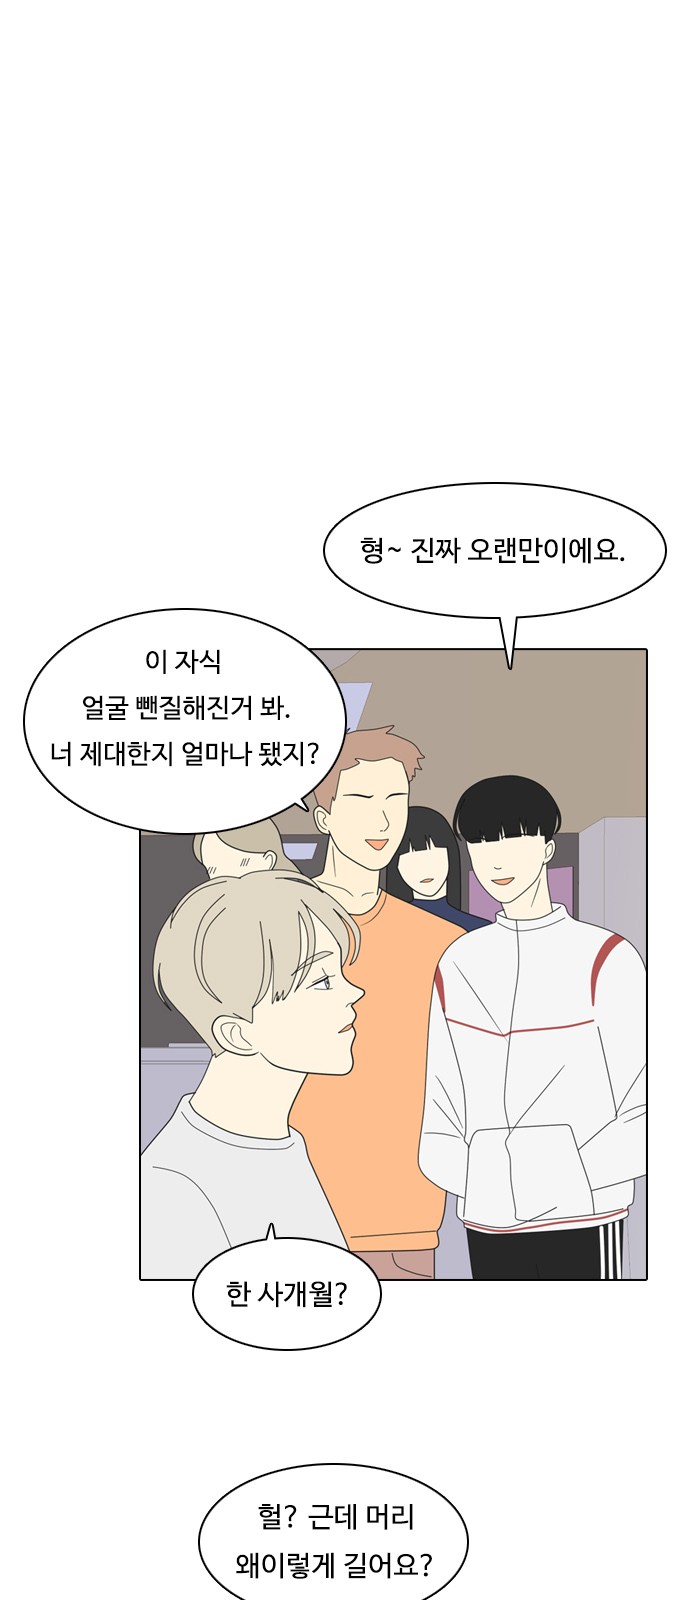 형~ 진짜 오랜만이에요.
이 자식
얼굴 뺀질해진거 봐.
너 제대한지 얼마나 됐지?
한 사개월?
헐? 근데 머리
왜이렇게 길어요?